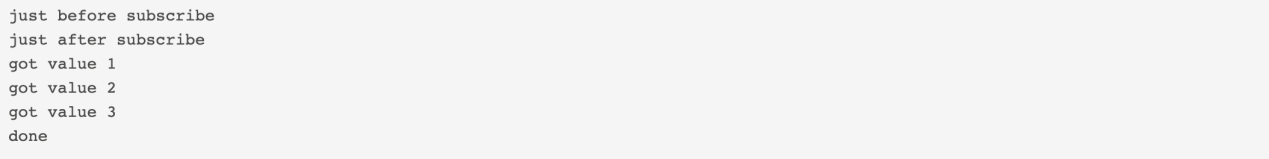 just before subscribe
just after subscribe
got value 1
got value 2
got value 3
done